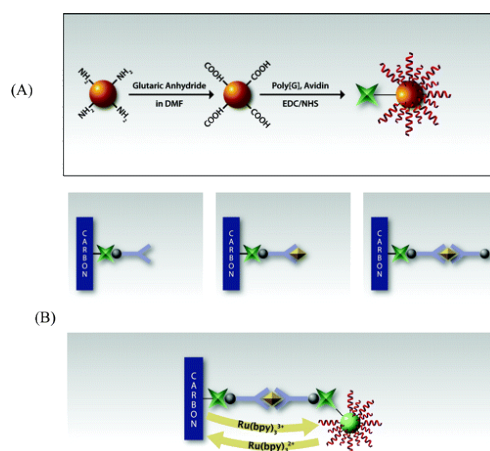 (A)
NH2 NH2
NH2 NH2
Glutaric Anhydride
in DMF
COOH COOH
COOH COOH
Poly[G], Avidin
EDC/NHS
CARBON
CARBON
CARBON
(B)
CARBON
Ru(bpy)3 3+
Ru(bpy)3 2+